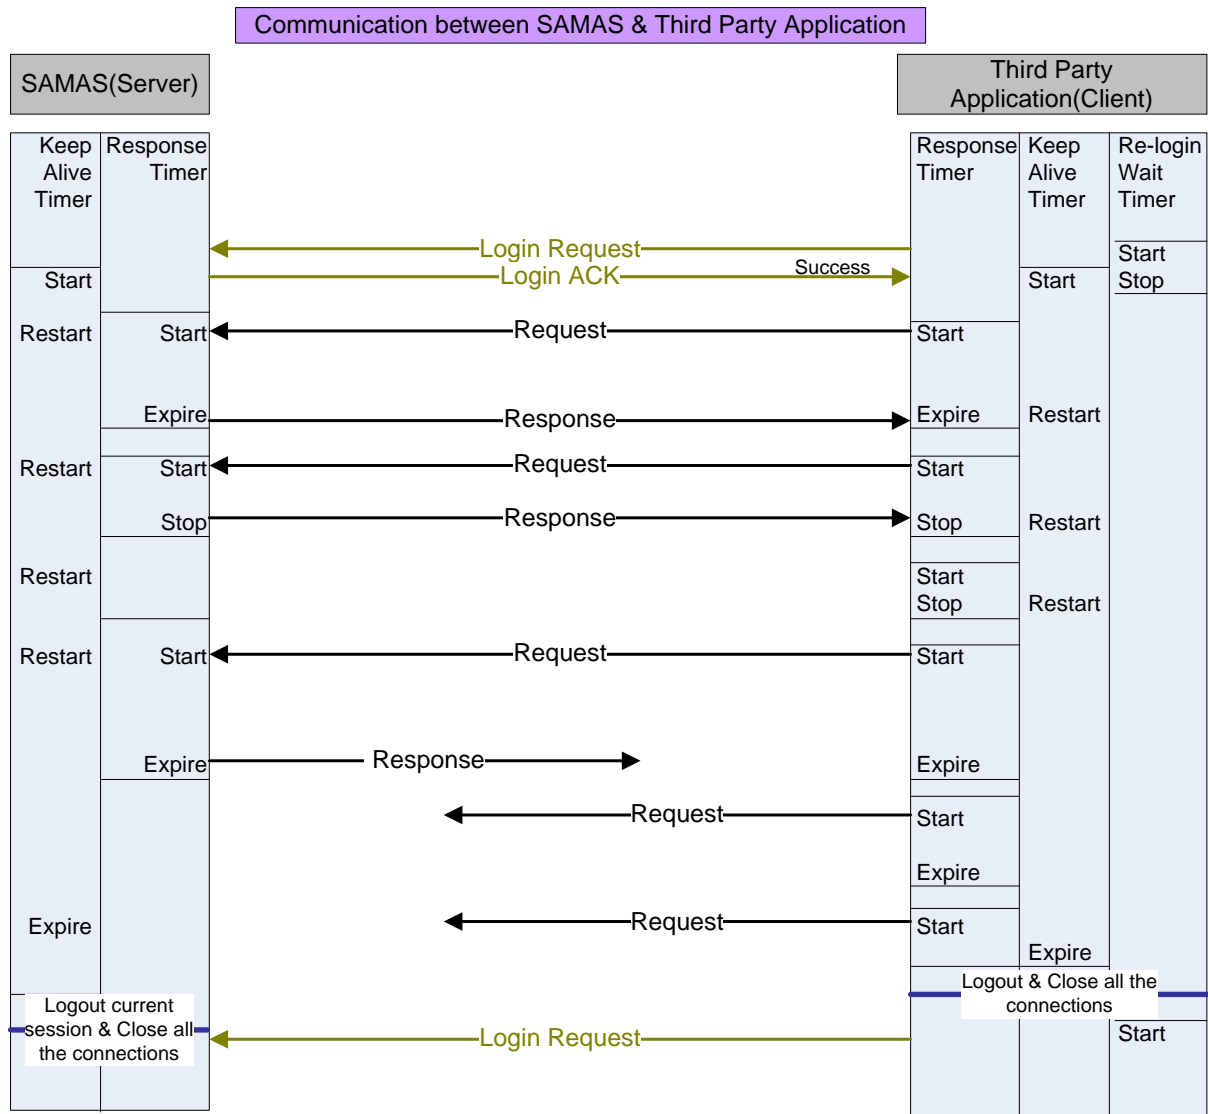 Communication between SAMAS & Third Party Application
SAMAS(Server)
Third Party
Application(Client)
Keep
Alive
Timer
Response
Timer
Response
Timer
Keep
Alive
Timer
Re-login
Wait
Timer
Login Request
Start
Start
Login ACK
Success
Start
Stop
Restart
Start
Request
Start
Expire
Response
Expire
Restart
Restart
Start
Request
Start
Stop
Response
Stop
Restart
Restart
Start
Stop
Restart
Restart
Start
Request
Start
Expire
Response
Expire
Request
Start
Expire
Expire
Request
Start
Expire
Logout & Close all the
connections
Logout current
session & Close all
the connections
Login Request
Start